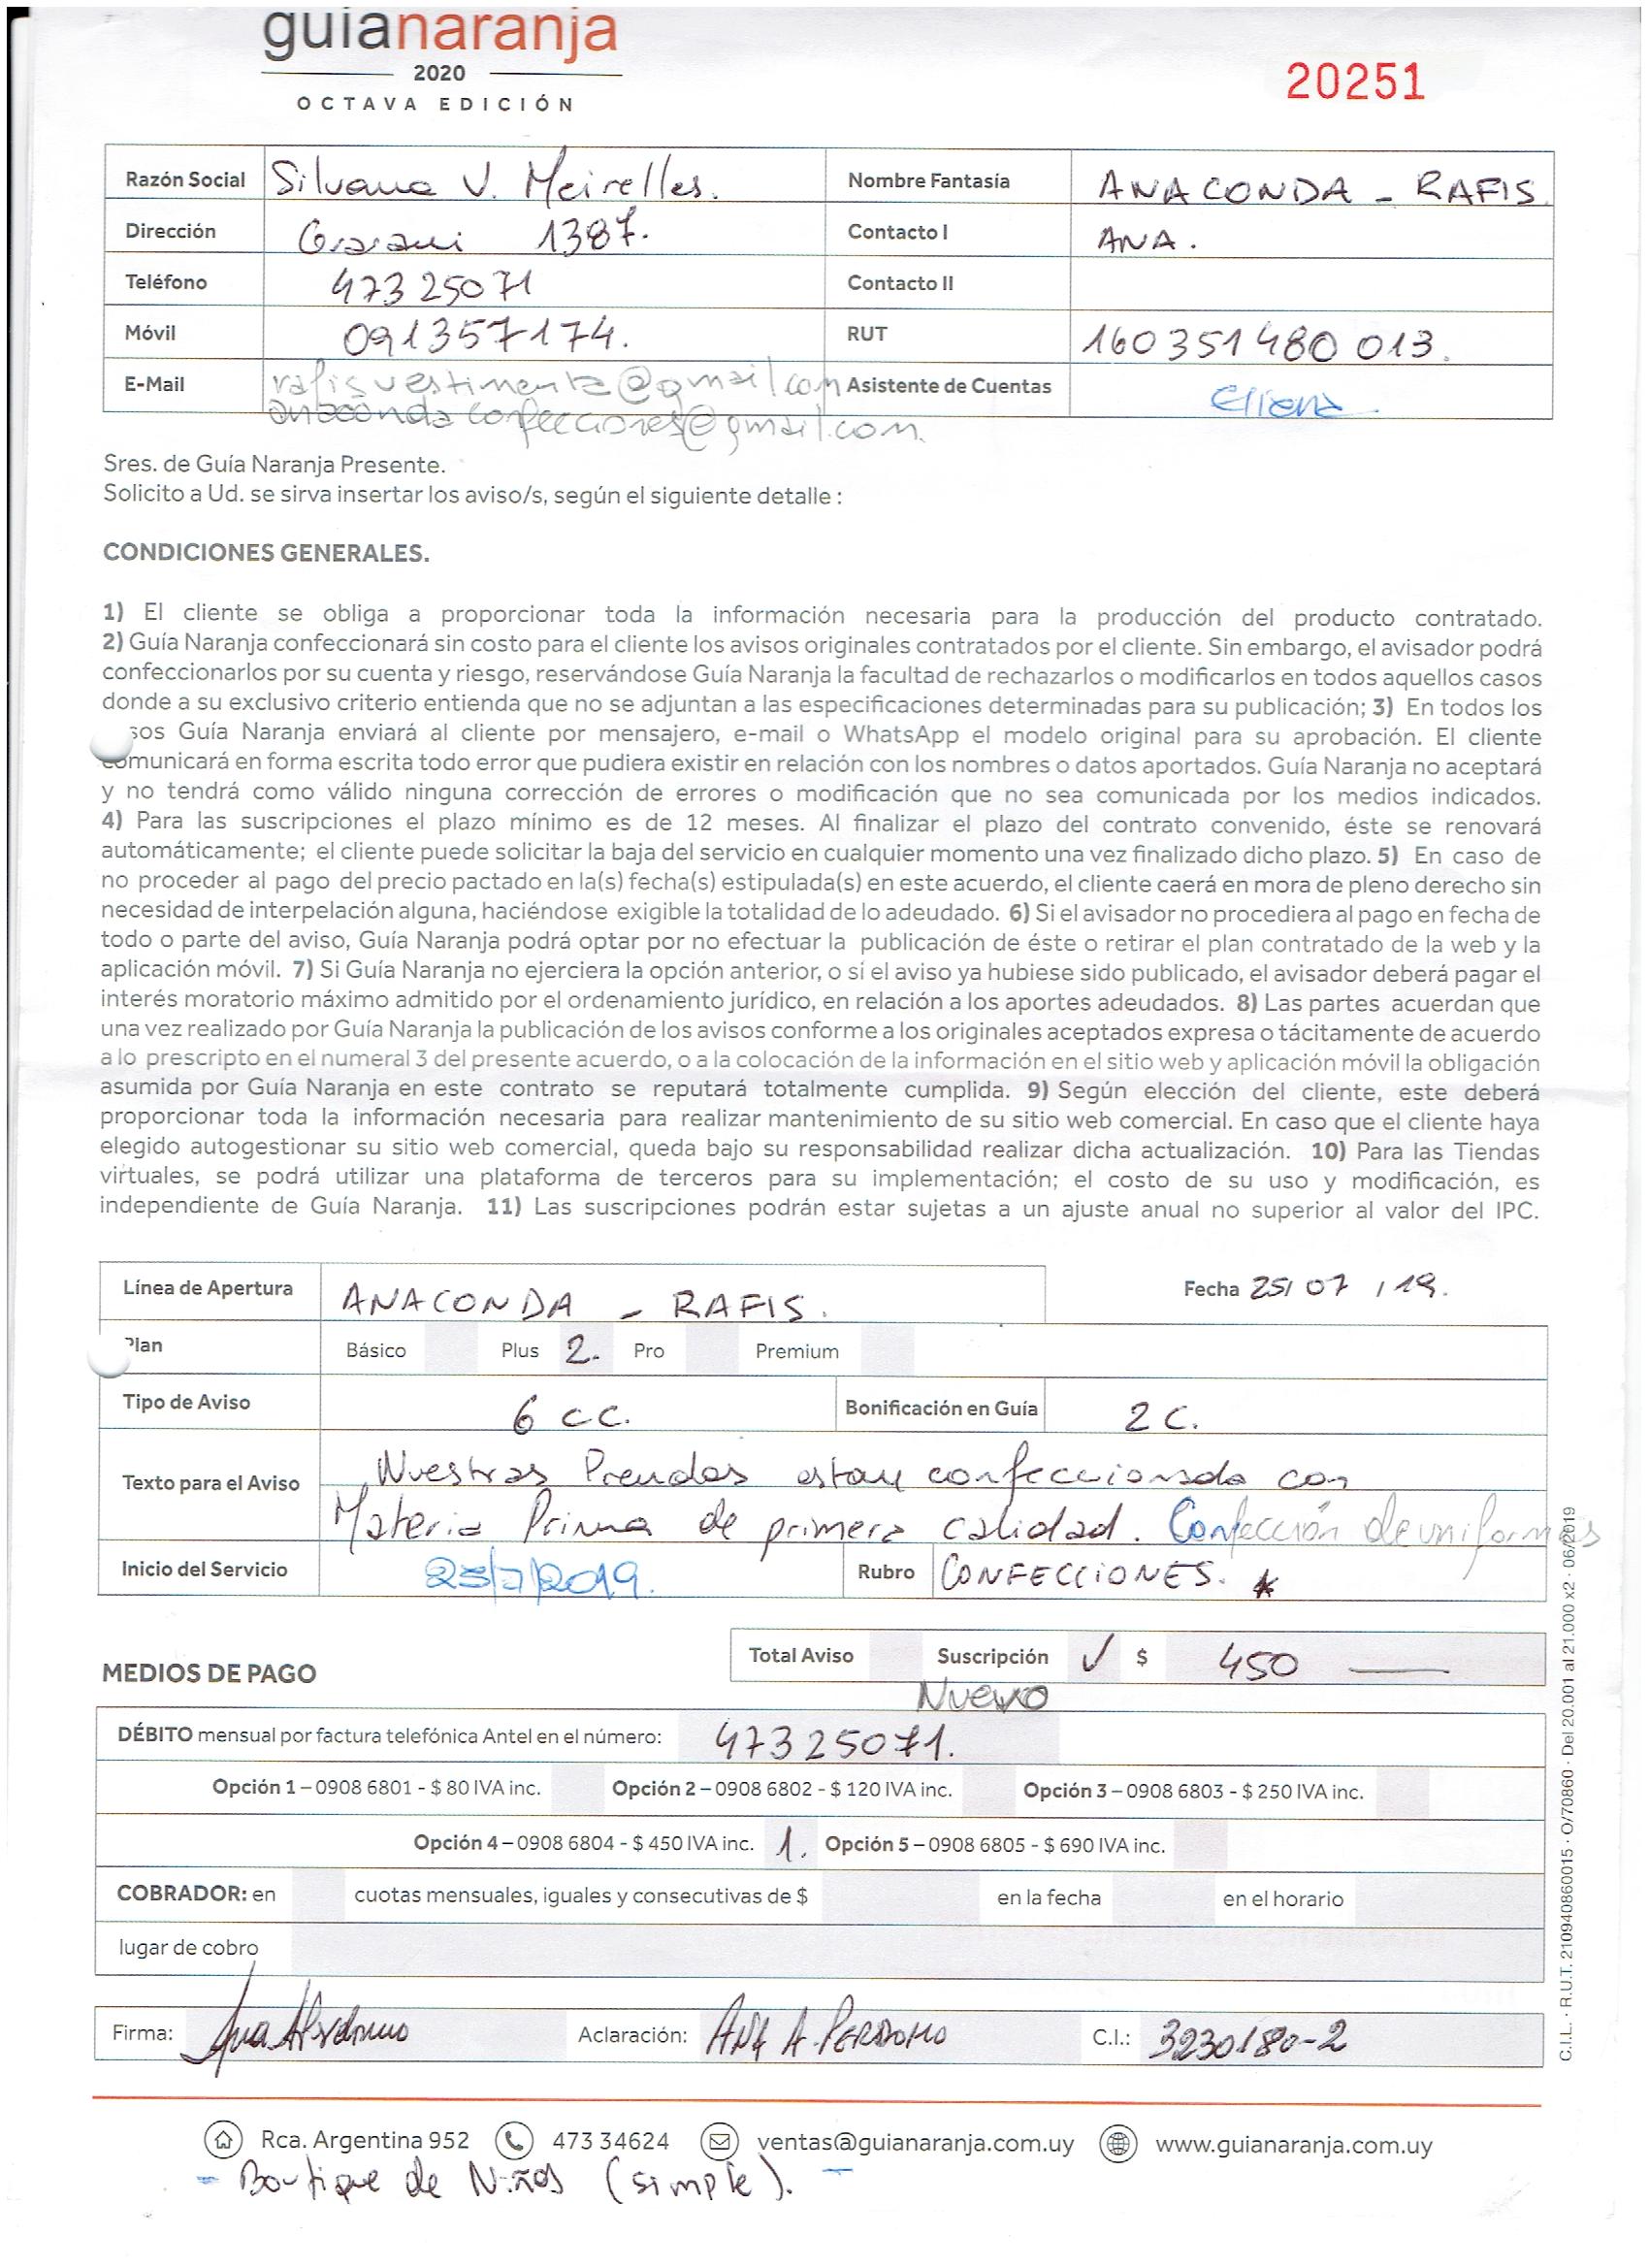 guianaranja
2020
OCTAVA EDICIÓN
20251
Razón Social Silvana V. Meirelles. Nombre Fantasía ANACONDA - RAFIS.
Dirección 1387. Contacto I ANA.
Teléfono 47325071 Contacto II
Móvil 091357174. RUT 160351480013.
E-Mail rafisvestimenta@gmail.com Asistente de Cuentas Eliana
anacondaconfecciones@gmail.com
Sres. de Guía Naranja Presente.
Solicito a Ud. se sirva insertar los aviso/s, según el siguiente detalle :
CONDICIONES GENERALES.
1) El cliente se obliga a proporcionar toda la información necesaria para la producción del producto contratado.
2) Guía Naranja confeccionará sin costo para el cliente los avisos originales contratados por el cliente. Sin embargo, el avisador podrá
confeccionarlos por su cuenta y riesgo, reservándose Guía Naranja la facultad de rechazarlos o modificarlos en todos aquellos casos
donde a su exclusivo criterio entienda que no se adjuntan a las especificaciones determinadas para su publicación; 3) En todos los
sos Guía Naranja enviará al cliente por mensajero, e-mail o WhatsApp el modelo original para su aprobación. El cliente
comunicará en forma escrita todo error que pudiera existir en relación con los nombres o datos aportados. Guía Naranja no aceptará
y no tendrá como válido ninguna corrección de errores o modificación que no sea comunicada por los medios indicados.
4) Para las suscripciones el plazo mínimo es de 12 meses. Al finalizar el plazo del contrato convenido, éste se renovará
automáticamente; el cliente puede solicitar la baja del servicio en cualquier momento una vez finalizado dicho plazo. 5) En caso de
no proceder al pago del precio pactado en la(s) fecha(s) estipulada(s) en este acuerdo, el cliente caerá en mora de pleno derecho sin
necesidad de interpelación alguna, haciéndose exigible la totalidad de lo adeudado. 6) Si el avisador no procediera al pago en fecha de
todo o parte del aviso, Guía Naranja podrá optar por no efectuar la publicación de éste o retirar el plan contratado de la web y la
aplicación móvil. 7) Si Guía Naranja no ejerciera la opción anterior, o sí el aviso ya hubiese sido publicado, el avisador deberá pagar el
interés moratorio máximo admitido por el ordenamiento jurídico, en relación a los aportes adeudados. 8) Las partes acuerdan que
una vez realizado por Guía Naranja la publicación de los avisos conforme a los originales aceptados expresa o tácitamente de acuerdo
a lo prescripto en el numeral 3 del presente acuerdo, o a la colocación de la información en el sitio web y aplicación móvil la obligación
asumida por Guía Naranja en este contrato se reputará totalmente cumplida. 9) Según elección del cliente, este deberá
proporcionar toda la información necesaria para realizar mantenimiento de su sitio web comercial. En caso que el cliente haya
elegido autogestionar su sitio web comercial, queda bajo su responsabilidad realizar dicha actualización. 10) Para las Tiendas
virtuales, se podrá utilizar una plataforma de terceros para su implementación; el costo de su uso y modificación, es
independiente de Guía Naranja. 11) Las suscripciones podrán estar sujetas a un ajuste anual no superior al valor del IPC.
Línea de Apertura ANACONDA - RAFIS. Fecha 25/ 07 / 19.
Plan Básico Plus 2. Pro Premium
Tipo de Aviso 6 CC. Bonificación en Guía 2 C.
Texto para el Aviso Nuestras Prendas estan confeccionada con
Materia Prima de primera calidad. Confección de uniformes
Inicio del Servicio 25/7/2019. Rubro CONFECCIONES. *
Total Aviso Suscripción ✓ $ 450
MEDIOS DE PAGO
Nuevo
DÉBITO mensual por factura telefónica Antel en el número: 47325071.
Opción 1 – 0908 6801 - $ 80 IVA inc. Opción 2 – 0908 6802 - $ 120 IVA inc. Opción 3 – 0908 6803 - $ 250 IVA inc.
Opción 4 – 0908 6804 - $ 450 IVA inc. 1. Opción 5 – 0908 6805 - $ 690 IVA inc.
COBRADOR: en cuotas mensuales, iguales y consecutivas de $ en la fecha en el horario
lugar de cobro
Firma: Aclaración: ANA A. PERDOMO C.I.: 3230180-2
C.I.L. · R.U.T. 210940860015 · O/70860 · Del 20.001 al 21.000 x2 · 06/2019
Rca. Argentina 952 473 34624 ventas@guianaranja.com.uy www.guianaranja.com.uy
- Boutique de Niños (simple). -